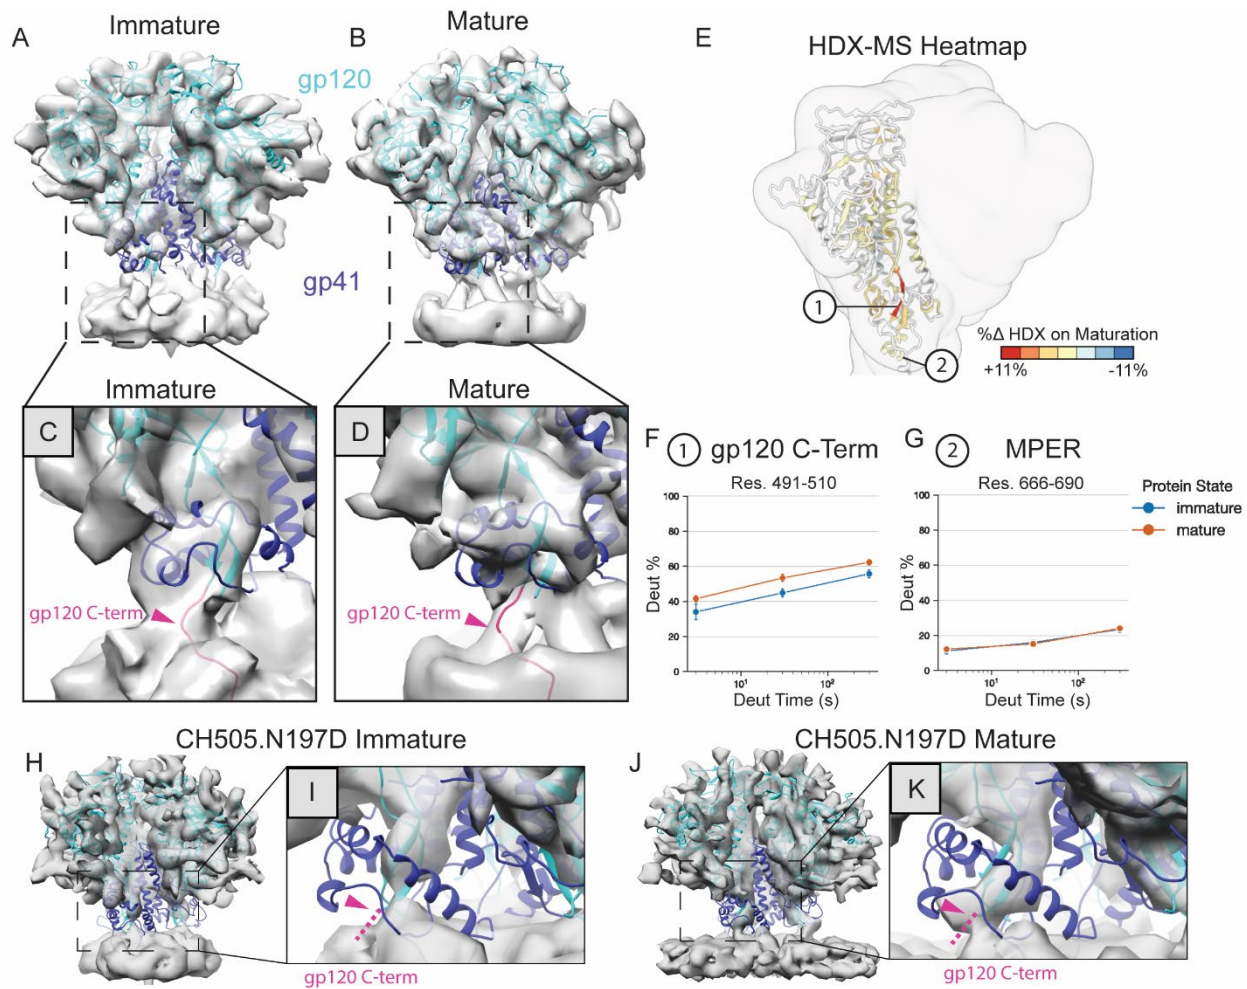 A
Immature
B
Mature
gp120
gp41
E
HDX-MS Heatmap
1
2
%Δ HDX on Maturation
+11%
-11%
Immature
C
gp120 C-term
Mature
D
gp120 C-term
F
1 gp120 C-Term
Res. 491-510
100
80
60
40
20
0
Deut %
10¹
10²
Deut Time (s)
G
2 MPER
Res. 666-690
100
80
60
40
20
0
Deut %
10¹
10²
Deut Time (s)
Protein State
immature
mature
CH505.N197D Immature
H
I
gp120 C-term
CH505.N197D Mature
J
K
gp120 C-term